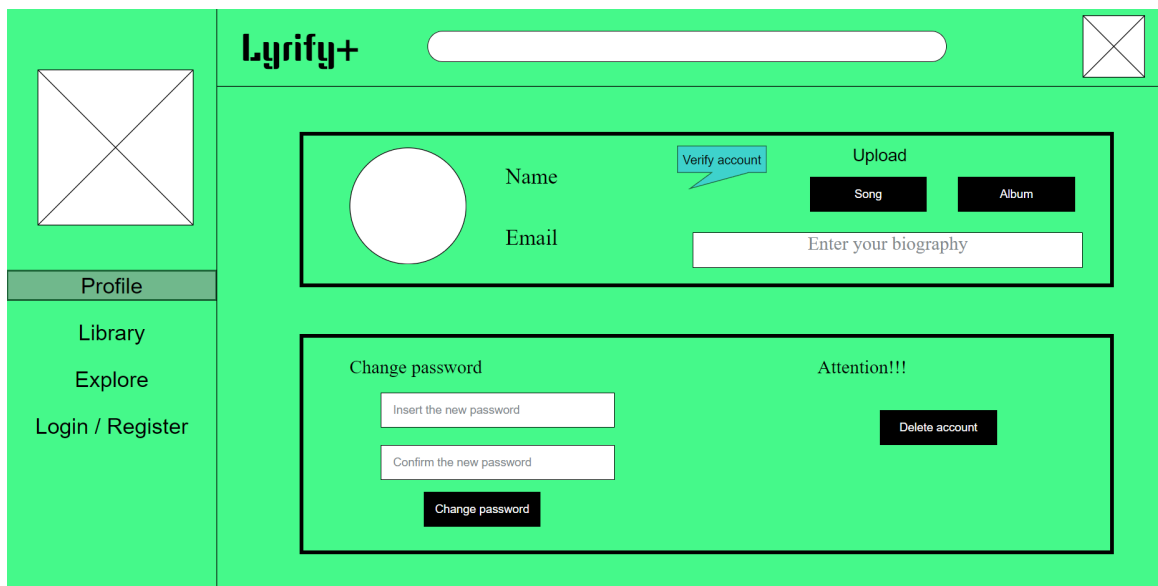 Lyrify+
Profile
Library
Explore
Login / Register
Name
Email
Verify account
Upload
Song
Album
Enter your biography
Change password
Insert the new password
Confirm the new password
Change password
Attention!!!
Delete account